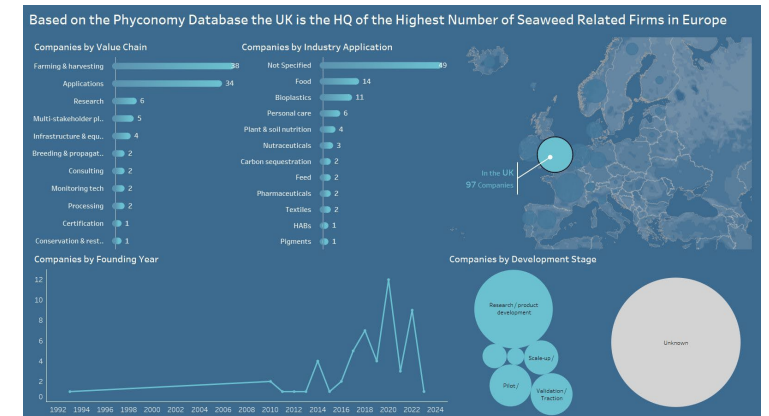 Based on the Phyconomy Database the UK is the HQ of the Highest Number of Seaweed Related Firms in Europe
Companies by Value Chain
Farming & harvesting 38
Applications 34
Research 6
Multi-stakeholder pl.. 5
Infrastructure & equ.. 4
Breeding & propagat.. 2
Consulting 2
Monitoring tech 2
Processing 2
Certification 1
Conservation & rest.. 1
Companies by Industry Application
Not Specified 49
Food 14
Bioplastics 11
Personal care 6
Plant & soil nutrition 4
Nutraceuticals 3
Carbon sequestration 2
Feed 2
Pharmaceuticals 2
Textiles 2
HABs 1
Pigments 1
In the UK
97 Companies
Companies by Founding Year
12
10
8
6
4
2
0
1992 1994 1996 1998 2000 2002 2004 2006 2008 2010 2012 2014 2016 2018 2020 2022 2024
Companies by Development Stage
Research / product
development
Scale-up /
Pilot /
Validation /
Traction
Unknown